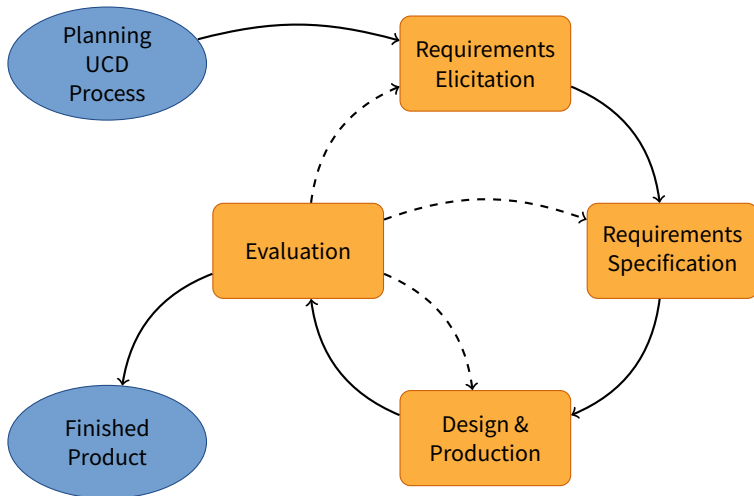 Planning
UCD
Process
Requirements
Elicitation
Evaluation
Requirements
Specification
Finished
Product
Design &
Production